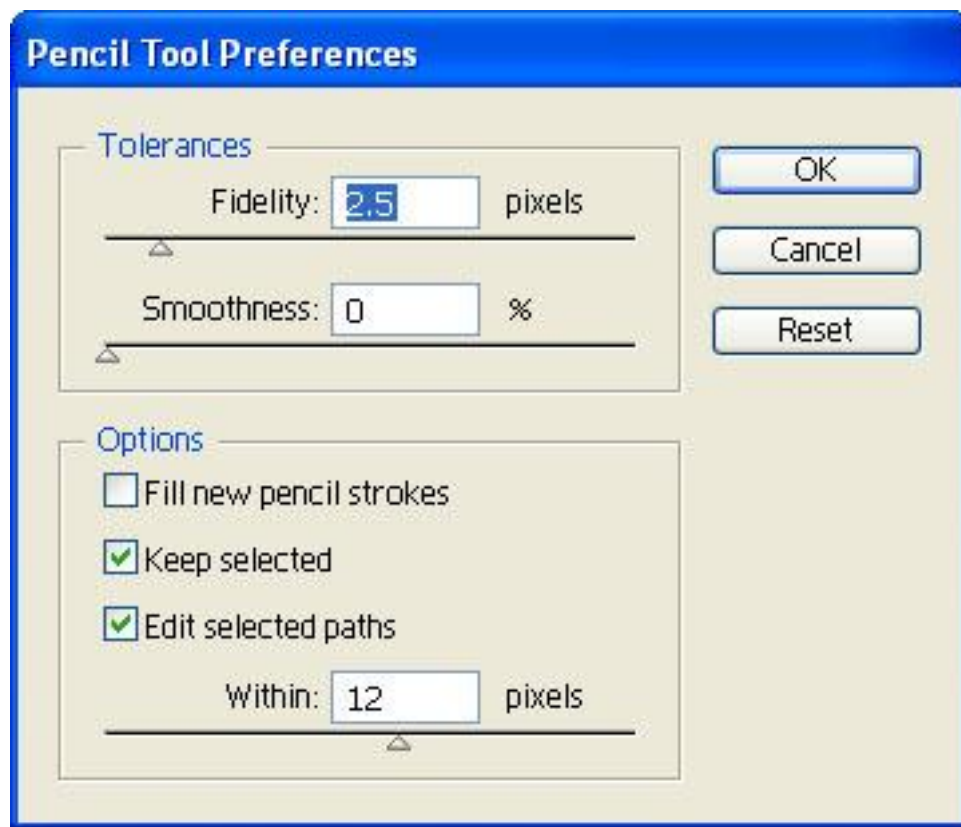 Pencil Tool Preferences
Tolerances
Fidelity: 2,5 pixels
Smoothness: 0 %
OK
Cancel
Reset
Options
Fill new pencil strokes
Keep selected
Edit selected paths
Within: 12 pixels